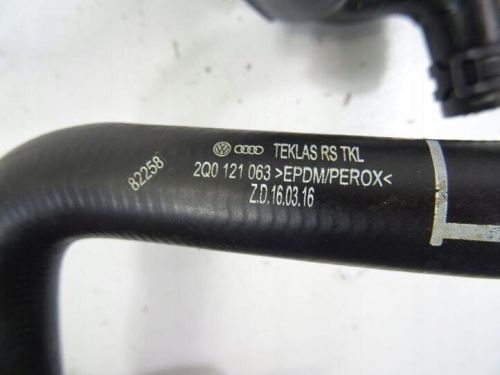 TEKLAS RS TKL
2Q0 121 063 >EPDM/PEROX<
Z.D.16.03.16
82258